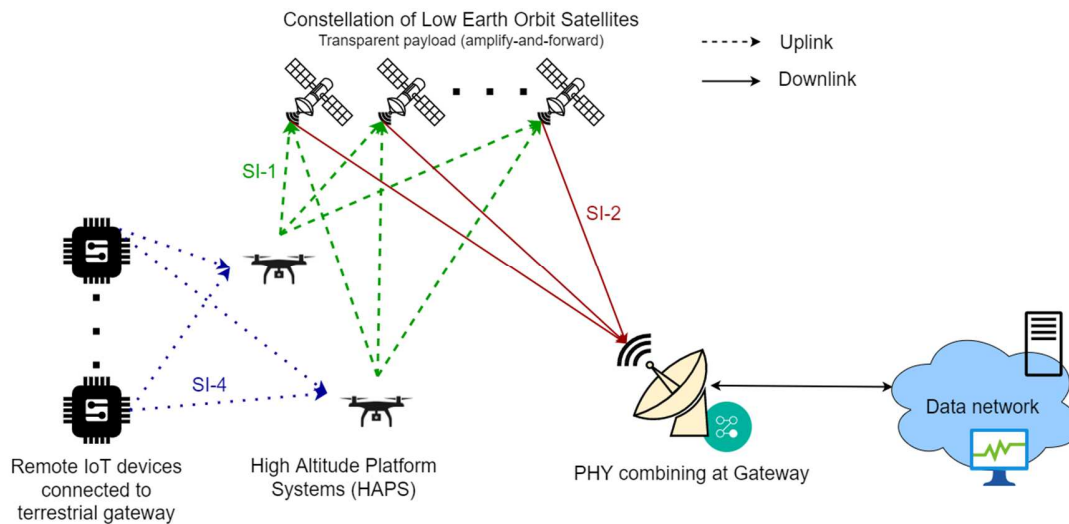 Constellation of Low Earth Orbit Satellites
Transparent payload (amplify-and-forward)
Uplink
Downlink
SI-1
SI-2
SI-4
Data network
Remote IoT devices
connected to
terrestrial gateway
High Altitude Platform
Systems (HAPS)
PHY combining at Gateway